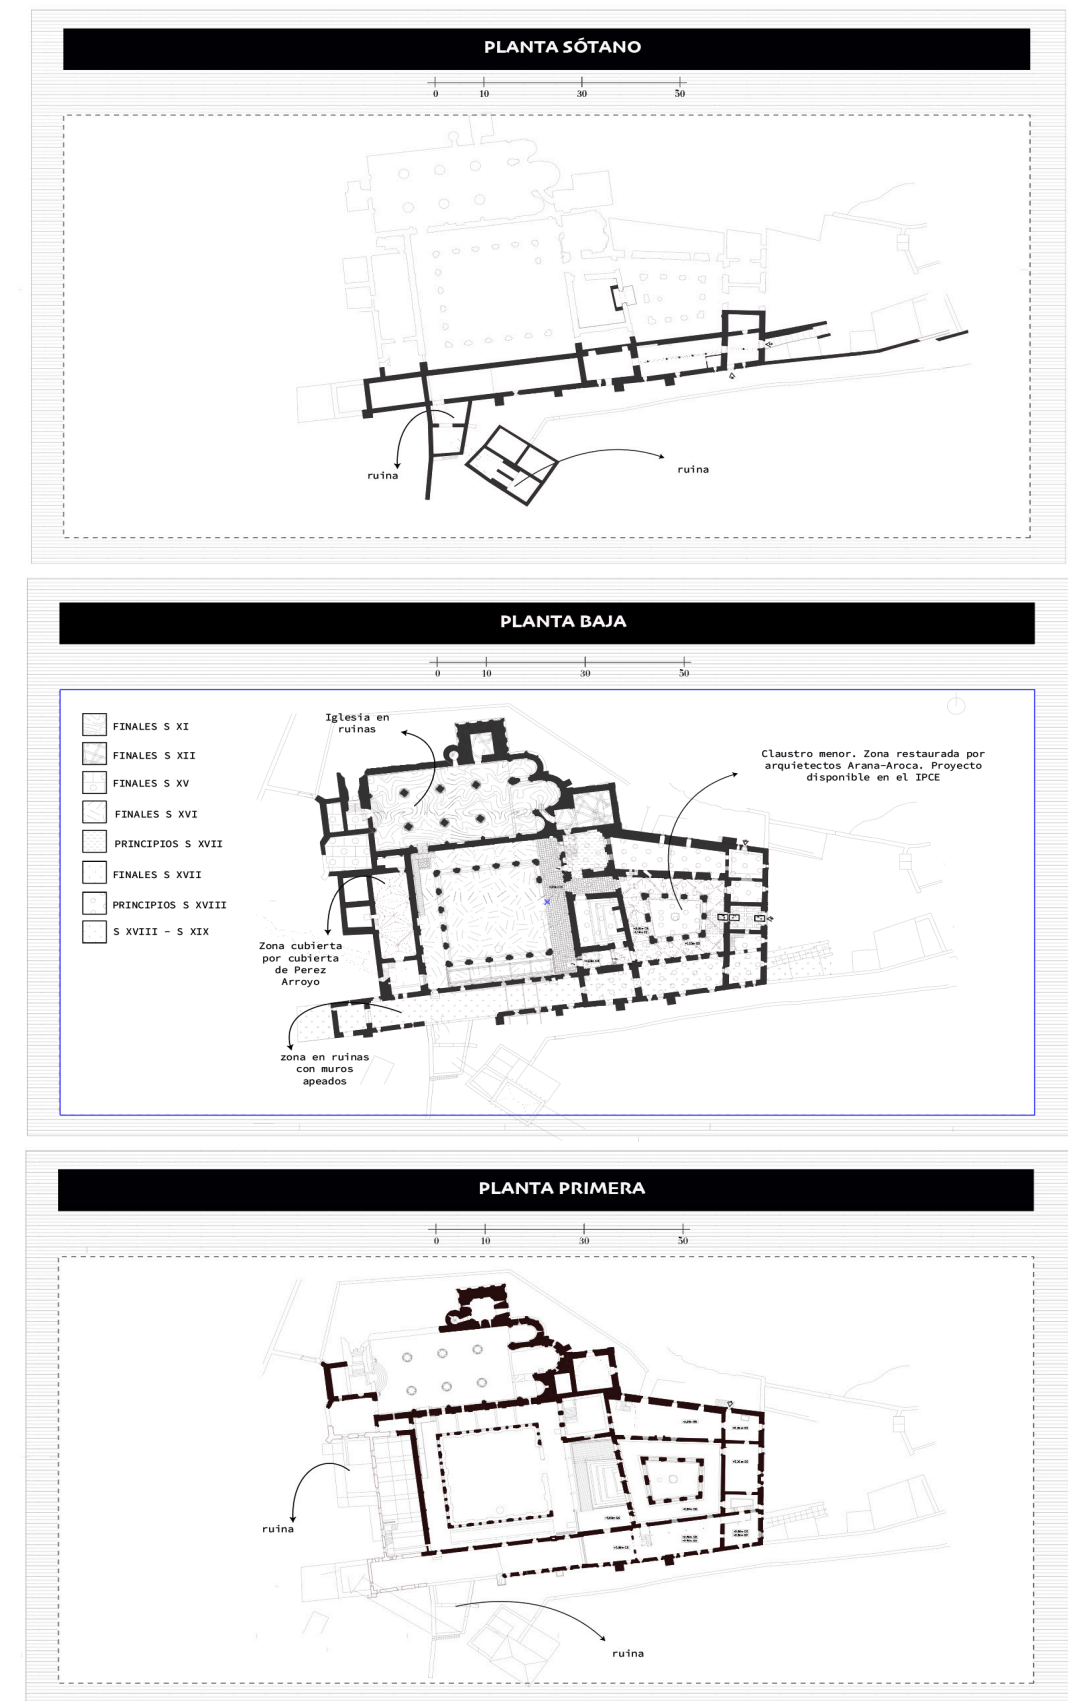 PLANTA SÓTANO
0 10 30 50
ruina
ruina
PLANTA BAJA
0 10 30 50
FINALES S XI
FINALES S XII
FINALES S XV
FINALES S XVI
PRINCIPIOS S XVII
FINALES S XVII
PRINCIPIOS S XVIII
S XVIII - S XIX
Iglesia en
ruinas
Claustro menor. Zona restaurada por
arquietectos Arana-Aroca. Proyecto
disponible en el IPCE
Zona cubierta
por cubierta
de Perez
Arroyo
zona en ruinas
con muros
apeados
PLANTA PRIMERA
0 10 30 50
ruina
ruina